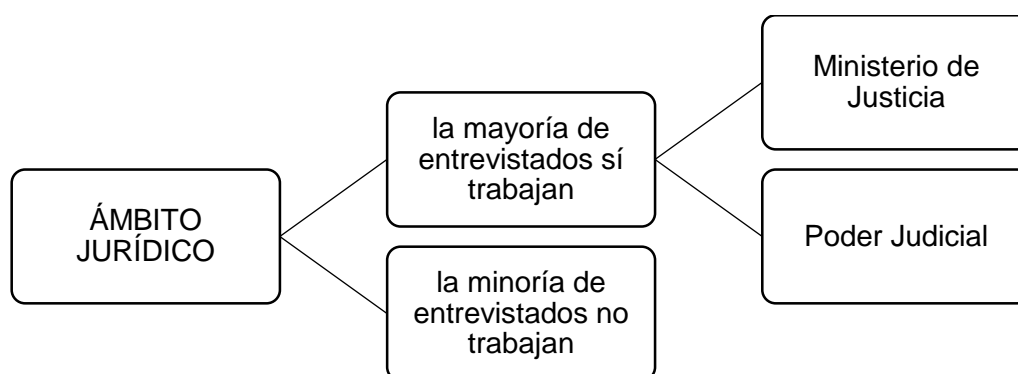 ÁMBITO
JURÍDICO
la mayoría de
entrevistados sí
trabajan
la minoría de
entrevistados no
trabajan
Ministerio de
Justicia
Poder Judicial